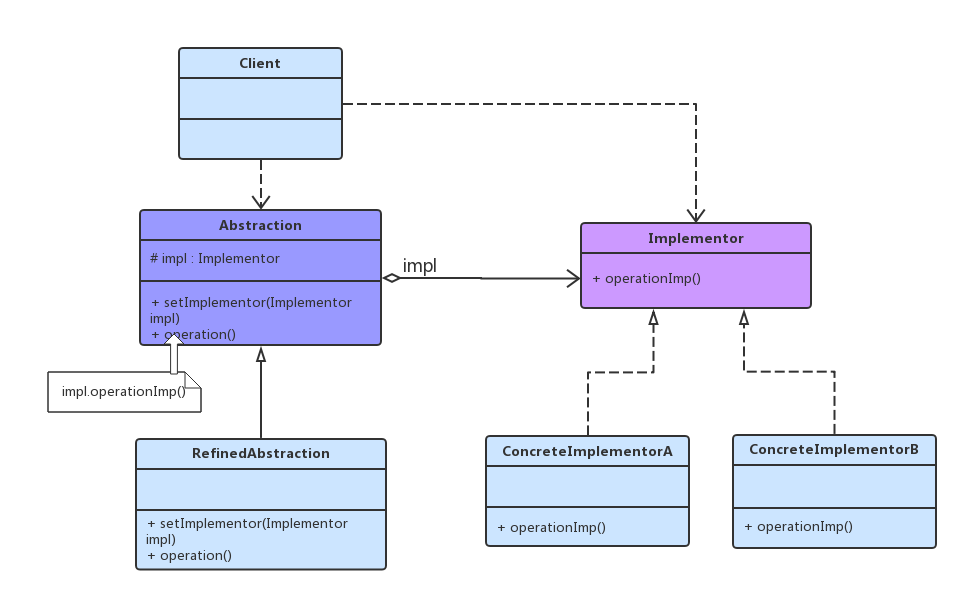 Client
Abstraction
# impl : Implementor
+ setImplementor(Implementor
impl)
+ operation()
impl
Implementor
+ operationImp()
impl.operationImp()
RefinedAbstraction
+ setImplementor(Implementor
impl)
+ operation()
ConcreteImplementorA
+ operationImp()
ConcreteImplementorB
+ operationImp()